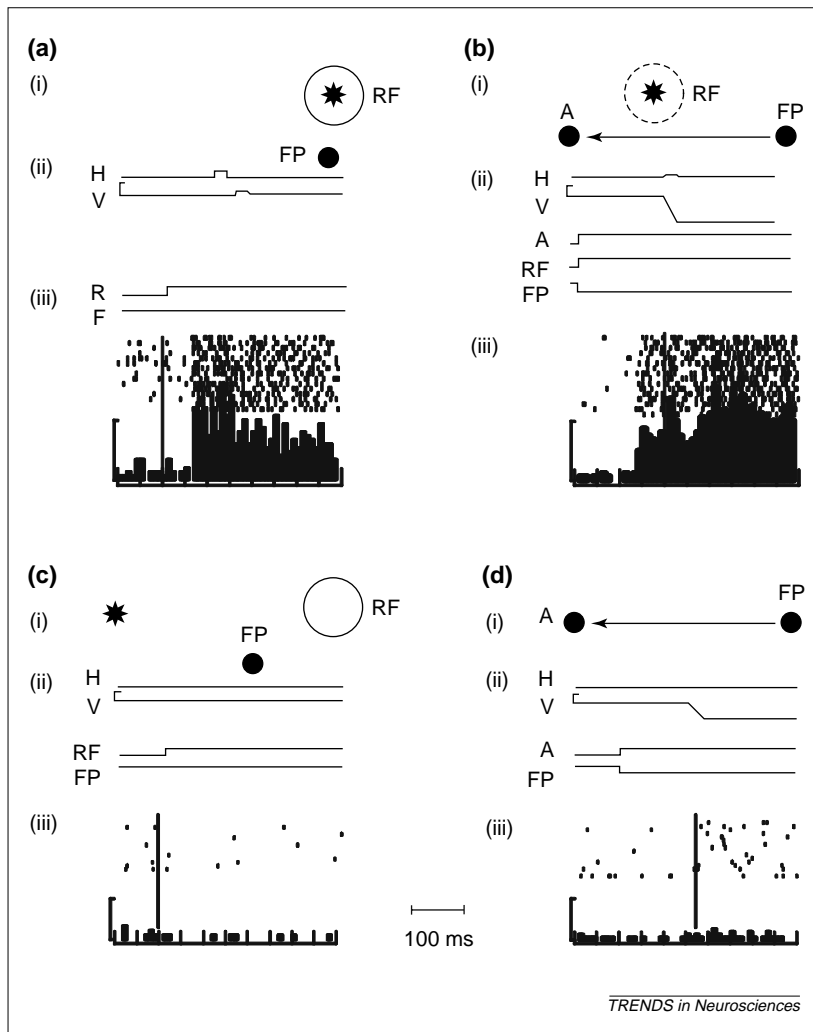 (a)
(i)
RF
FP
(ii)
H
V
(iii)
R
F
(b)
(i)
RF
A
FP
(ii)
H
V
A
RF
FP
(iii)
(c)
(i)
RF
FP
(ii)
H
V
RF
FP
(iii)
(d)
(i)
A
FP
(ii)
H
V
A
FP
(iii)
100 ms
TRENDS in Neurosciences